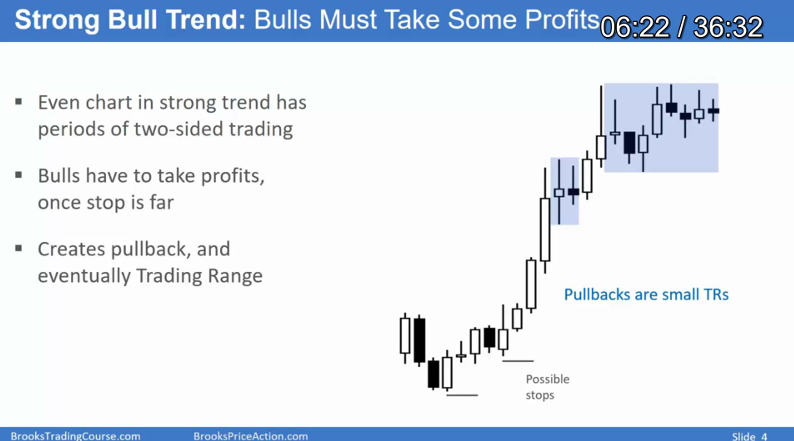 Strong Bull Trend: Bulls Must Take Some Profits
06:22 / 36:32
▪ Even chart in strong trend has
periods of two-sided trading
▪ Bulls have to take profits,
once stop is far
▪ Creates pullback, and
eventually Trading Range
Pullbacks are small TRs
Possible
stops
BrooksTradingCourse.com
BrooksPriceAction.com
Slide 4